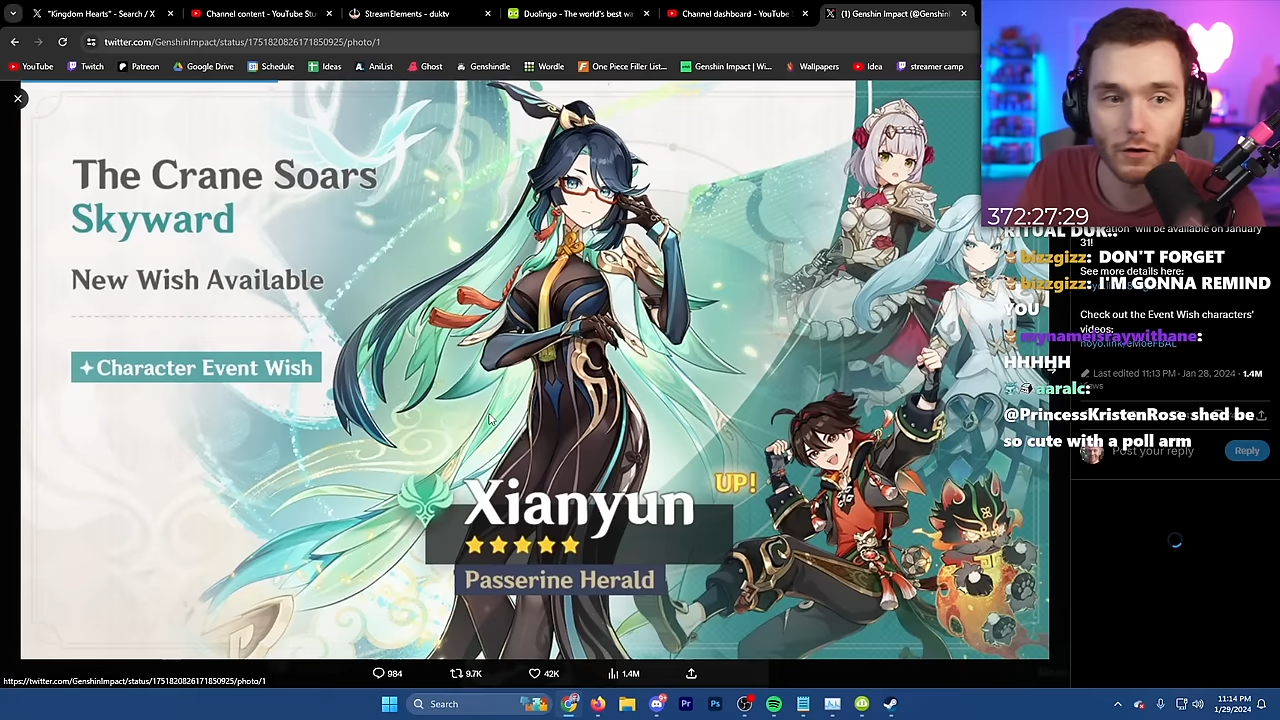 "Kingdom Hearts" - Search / X
Channel content - YouTube Stu
StreamElements - duktv
Duolingo - The world's best wa
Channel dashboard - YouTube
(1) Genshin Impact (@Genshinl
twitter.com/GenshinImpact/status/1751820826171850925/photo/1
YouTube
Twitch
Patreon
Google Drive
Schedule
Ideas
AniList
Ghost
Genshindle
Wordle
One Piece Filler List...
Genshin Impact | Wi...
Wallpapers
Idea
streamer camp
The Crane Soars
Skyward
New Wish Available
Character Event Wish
UP!
Xianyun
Passerine Herald
372:27:29
RITUAL DUK..
will be available on January
31!
bizzgizz: DON'T FORGET
See more details here:
bizzgizz: I'M GONNA REMIND
YOU
Check out the Event Wish characters'
videos:
mynameisraywithane:
HHHHH
Last edited 11:13 PM · Jan 28, 2024 · 1.4M
aaralc:
@PrincessKristenRose shed be
so cute with a poll arm
Post your reply
Reply
984
9.7K
42K
1.4M
https://twitter.com/GenshinImpact/status/1751820826171850925/photo/1
Search
11:14 PM
1/29/2024